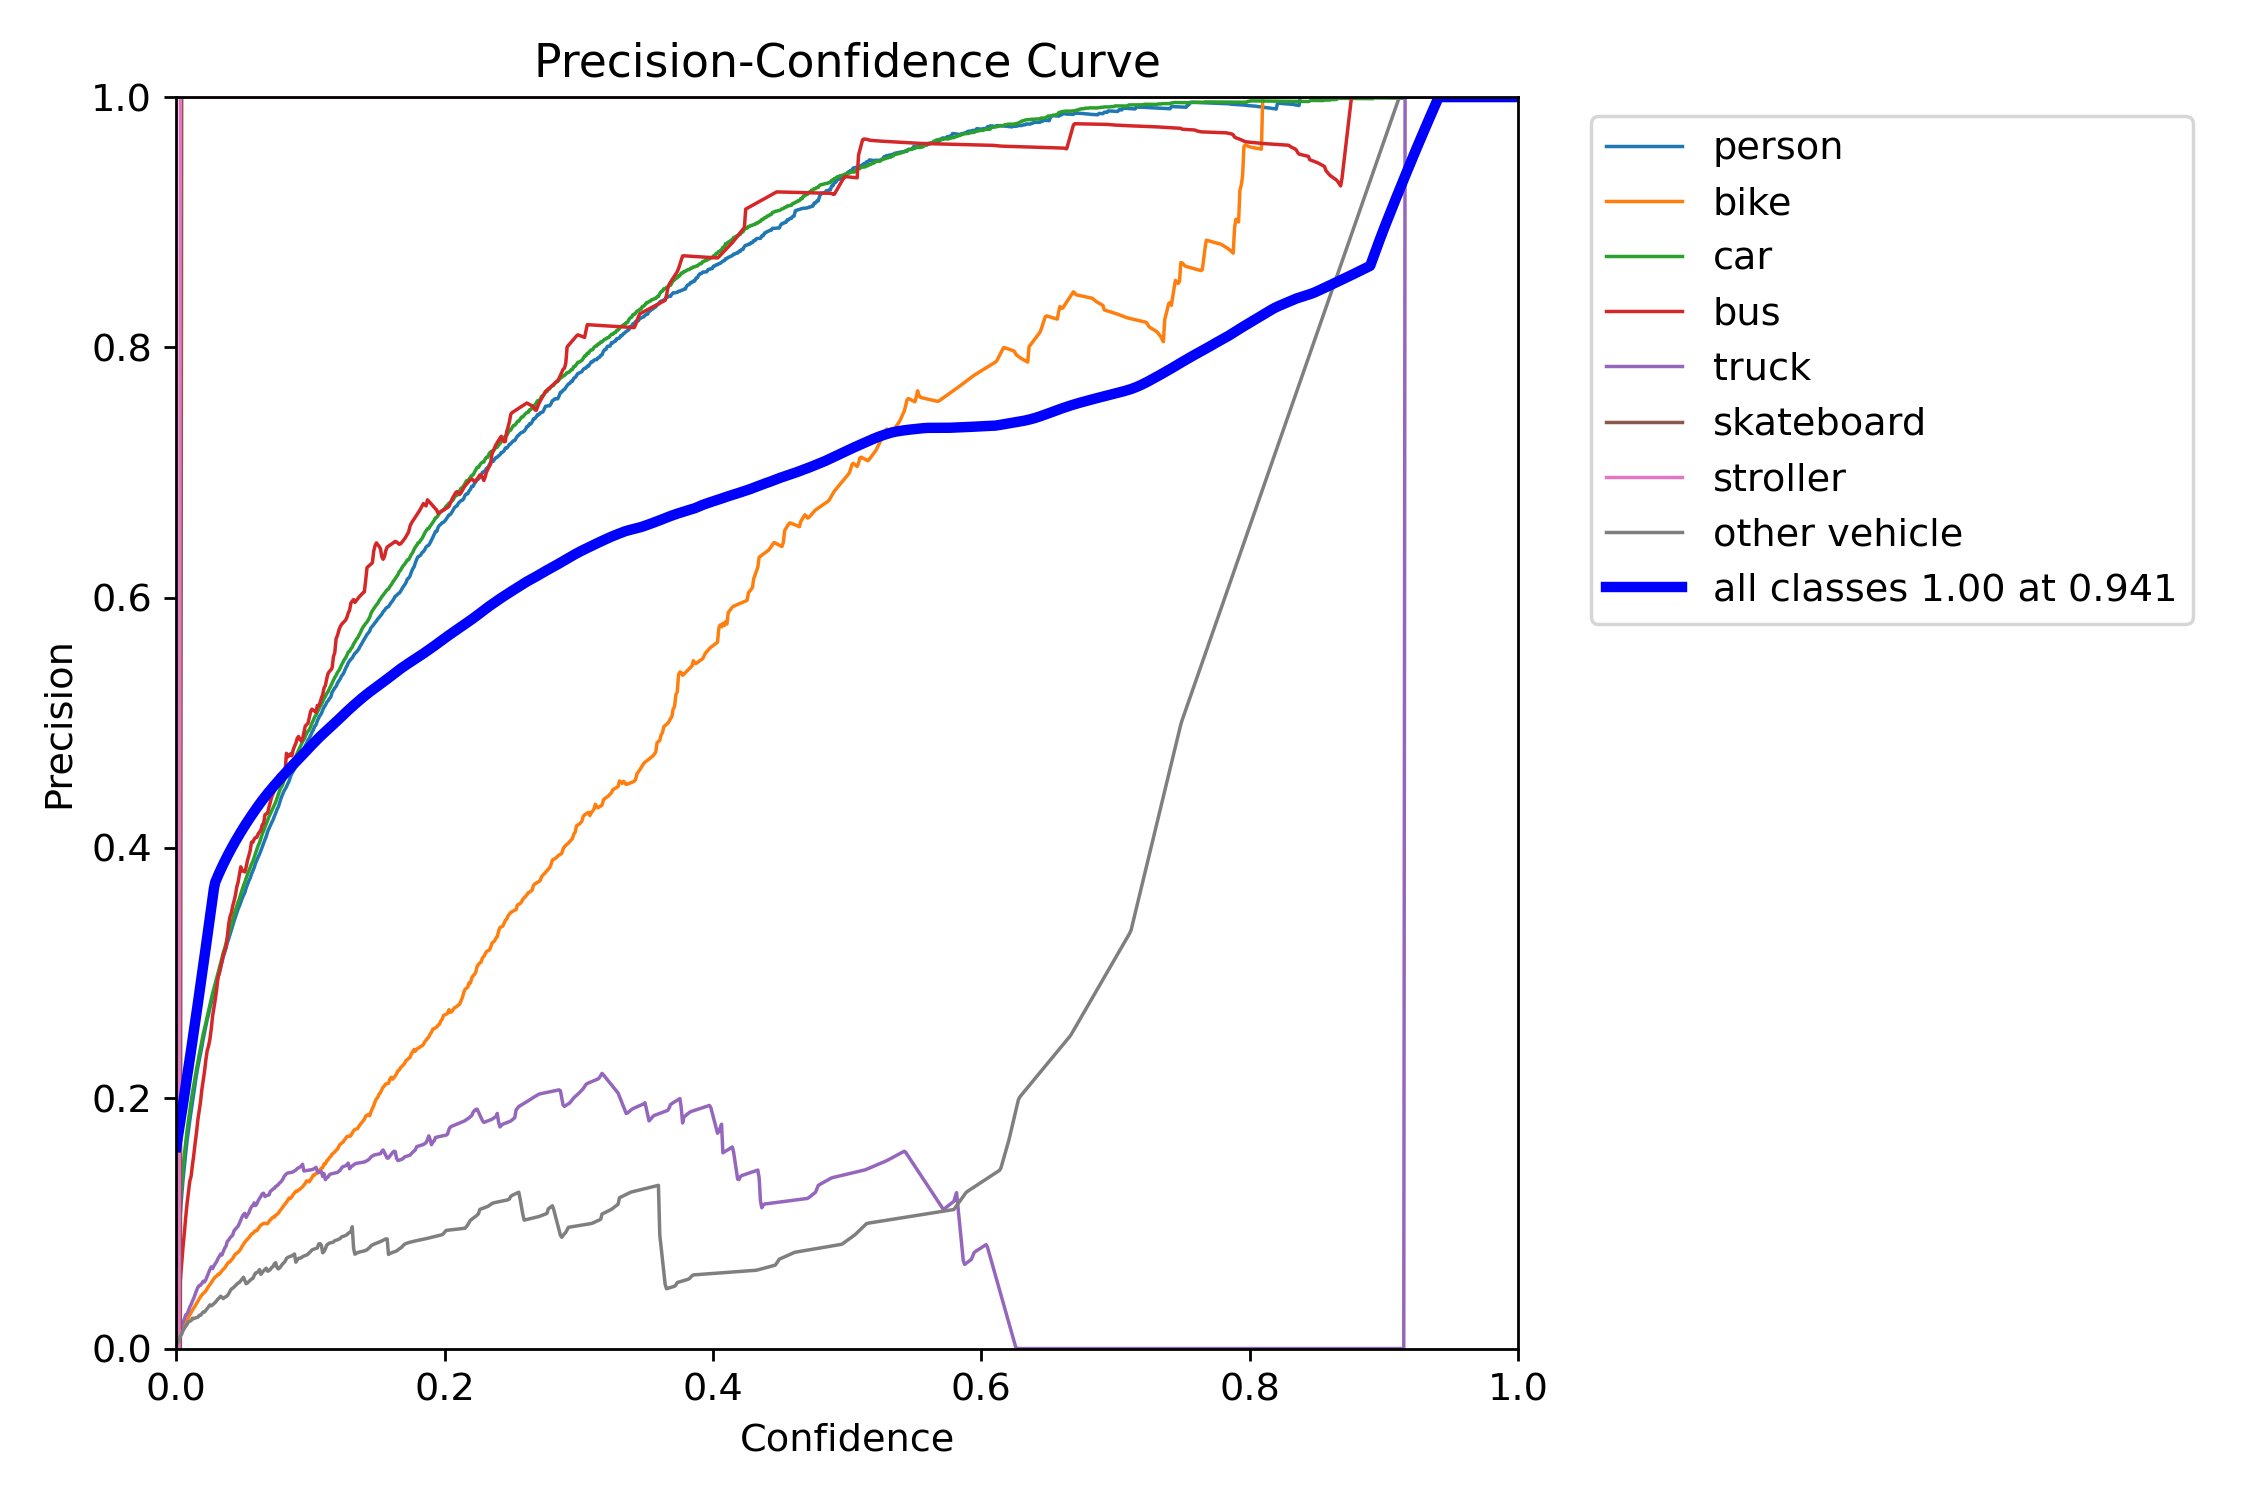 Precision-Confidence Curve
1.0
0.8
0.6
0.4
0.2
0.0
Precision
0.0 0.2 0.4 0.6 0.8 1.0
Confidence
person
bike
car
bus
truck
skateboard
stroller
other vehicle
all classes 1.00 at 0.941